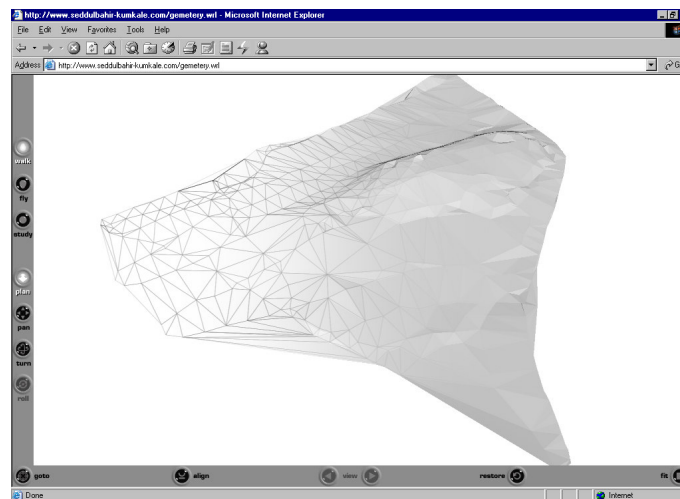 http://www.seddulbahir-kumkale.com/gemetery.wrl - Microsoft Internet Explorer
File Edit View Favorites Tools Help
Address http://www.seddulbahir-kumkale.com/gemetery.wrl G
walk
fly
study
plan
pan
turn
roll
goto align view restore fit
Done Internet